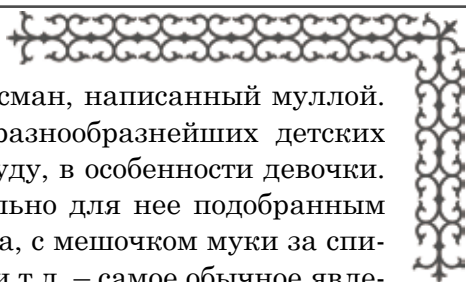 сман, написанный муллой.
разнообразнейших детских
уду, в особенности девочки.
льно для нее подобранным
а, с мешочком муки за спи-
и т.д. – самое обычное явле-